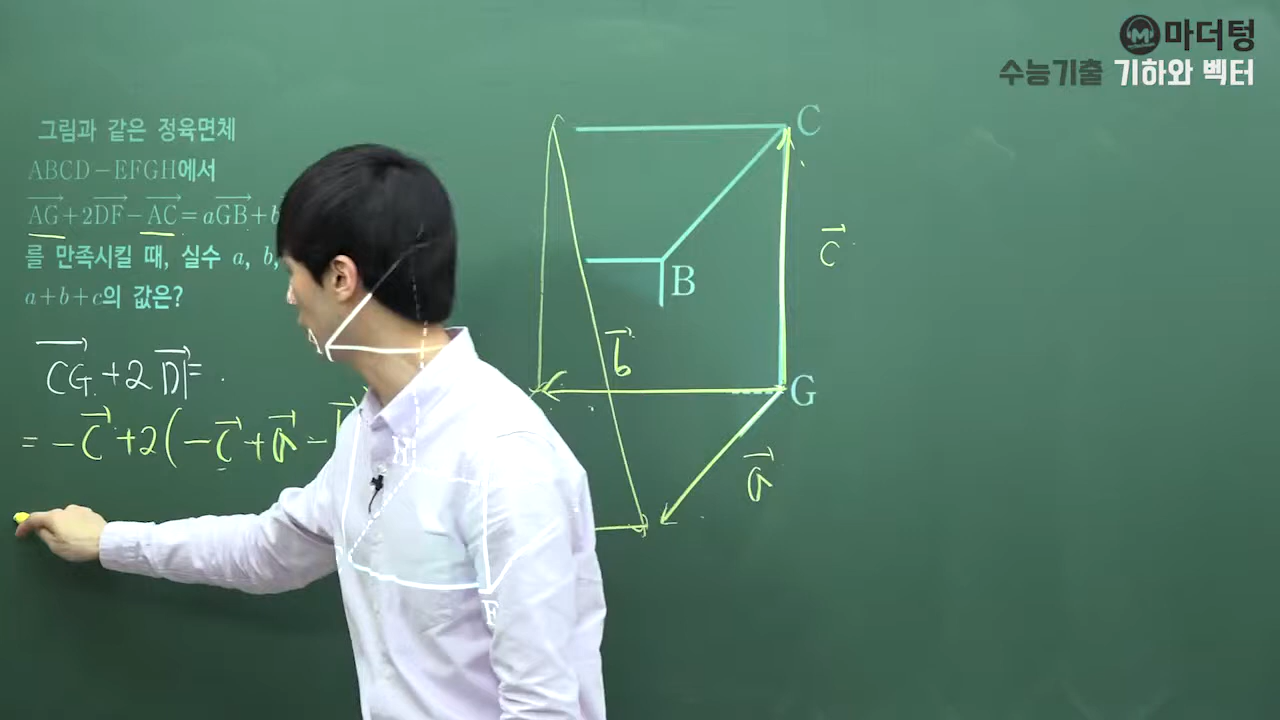 마더텅
수능기출 기하와 벡터
그림과 같은 정육면체
ABCD-EFGH에서
AG+2DF-AC=aGB+b
를 만족시킬 때, 실수 a, b,
a+b+c의 값은?
CG+2DF=
=-c+2(-c+a-b
C
B
G
H
F
a
b
c